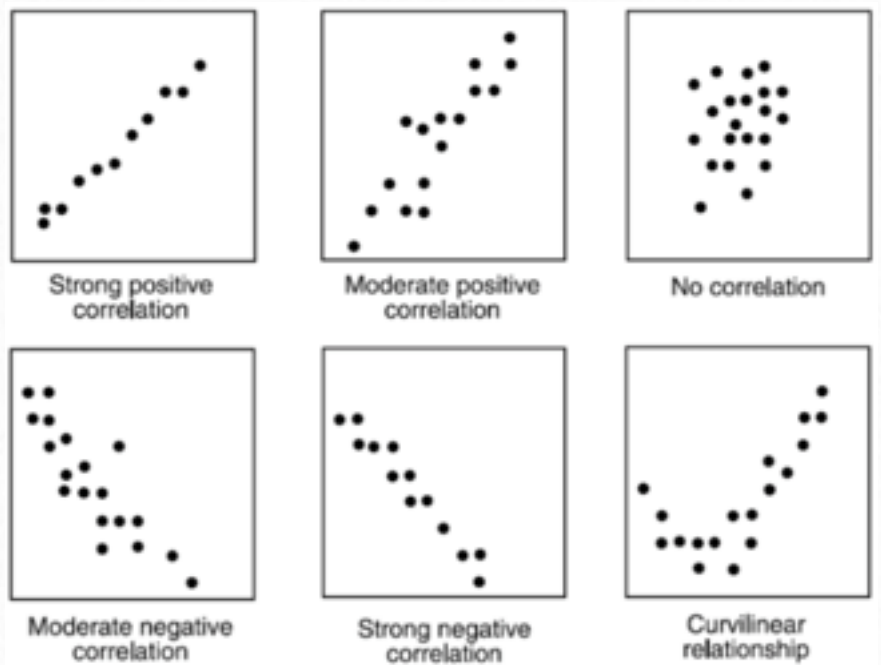 Strong positive
correlation
Moderate positive
correlation
No correlation
Moderate negative
correlation
Strong negative
correlation
Curvilinear
relationship